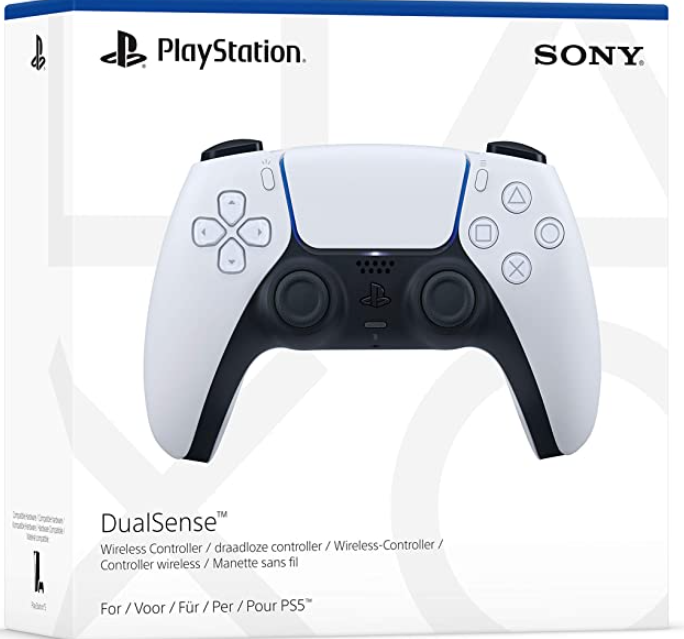 PlayStation®
SONY®
DualSense™
Wireless Controller / draadloze controller / Wireless-Controller /
Controller wireless / Manette sans fil
For / Voor / Für / Per / Pour PS5™